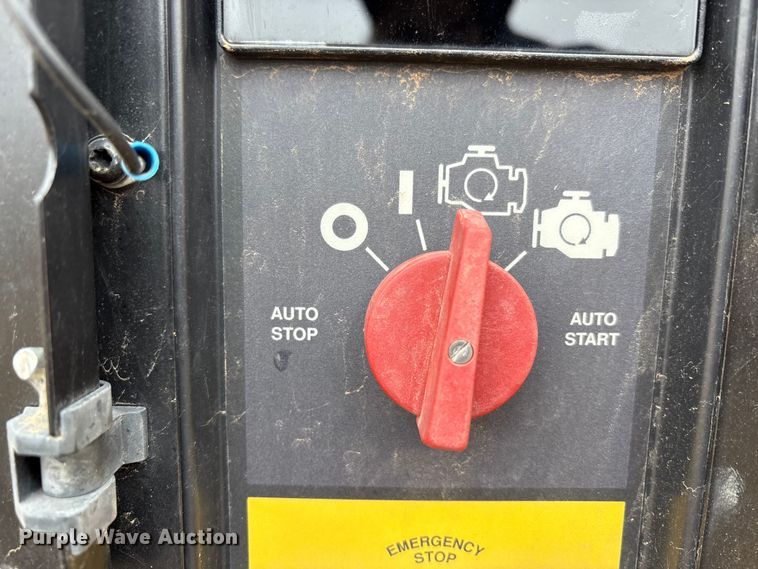 AUTO
STOP
AUTO
START
EMERGENCY
STOP
Purple Wave Auction®